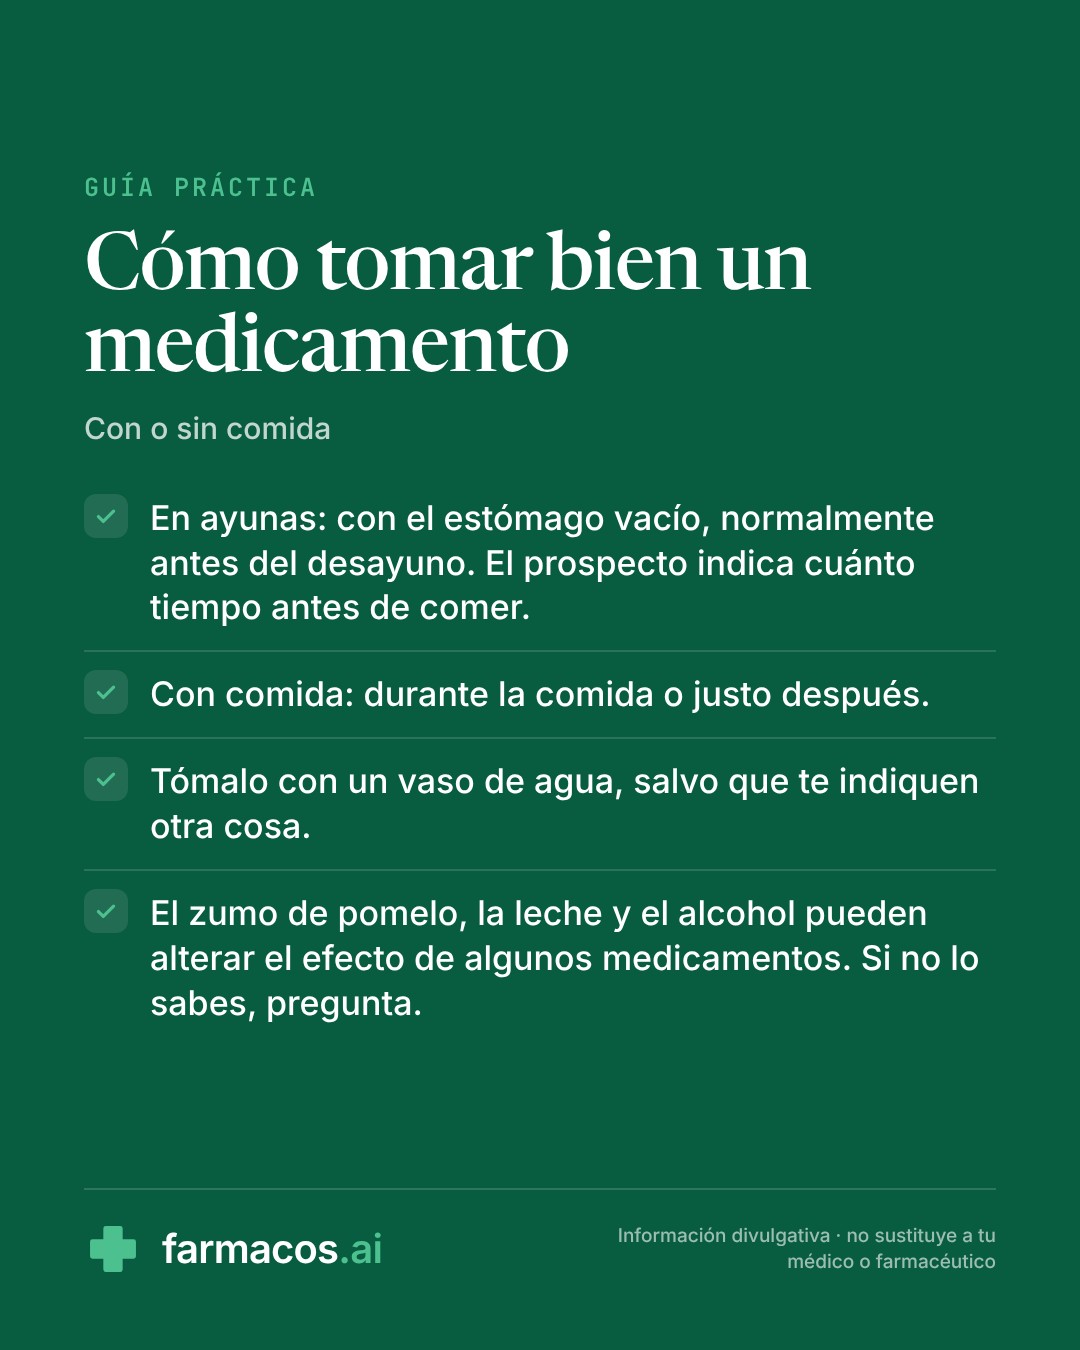 GUÍA PRÁCTICA
Cómo tomar bien un
medicamento
Con o sin comida
En ayunas: con el estómago vacío, normalmente
antes del desayuno. El prospecto indica cuánto
tiempo antes de comer.
Con comida: durante la comida o justo después.
Tómalo con un vaso de agua, salvo que te indiquen
otra cosa.
El zumo de pomelo, la leche y el alcohol pueden
alterar el efecto de algunos medicamentos. Si no lo
sabes, pregunta.
farmacos.ai
Información divulgativa · no sustituye a tu
médico o farmacéutico